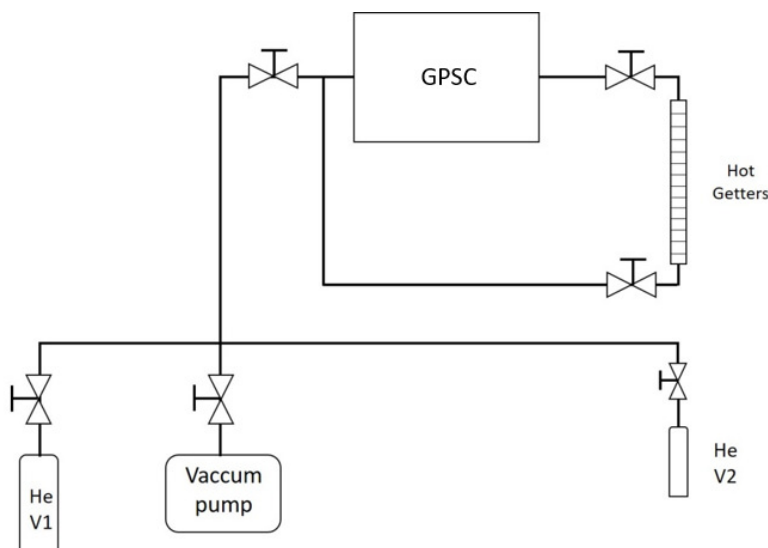 GPSC
Hot
Getters
He
V1
Vaccum
pump
He
V2